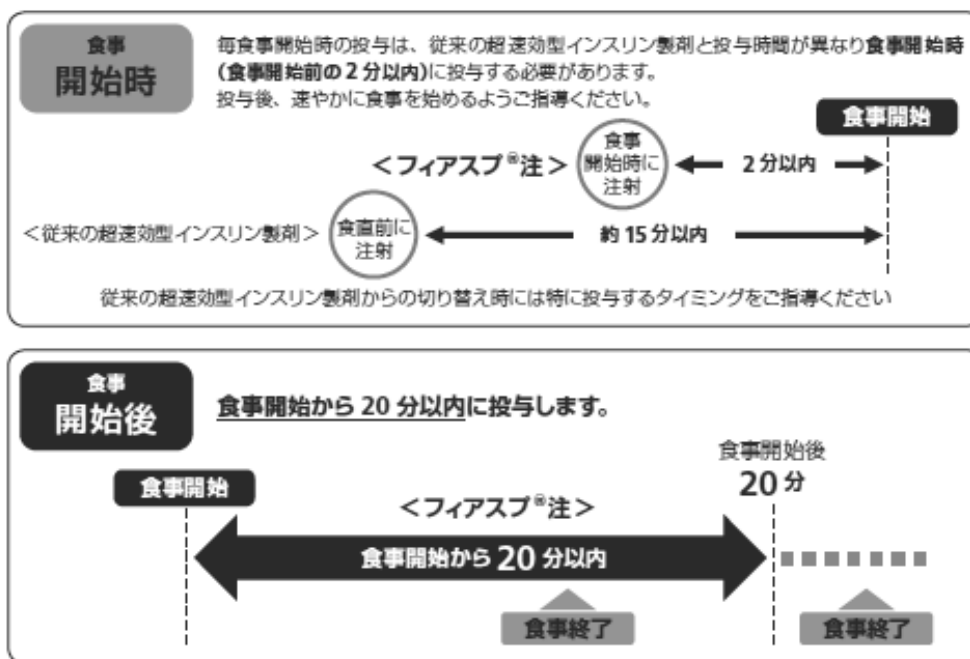 食事
開始時
毎食事開始時の投与は、従来の超速効型インスリン製剤と投与時間が異なり食事開始時
(食事開始前の2分以内)に投与する必要があります。
投与後、速やかに食事を始めるようご指導ください。
食事開始
＜フィアスプ®注＞
食事
開始時に
注射
2分以内
＜従来の超速効型インスリン製剤＞
食直前に
注射
約15分以内
従来の超速効型インスリン製剤からの切り替え時には特に投与するタイミングをご指導ください
食事
開始後
食事開始から20分以内に投与します。
食事開始後
20分
食事開始
＜フィアスプ®注＞
食事開始から20分以内
食事終了
食事終了